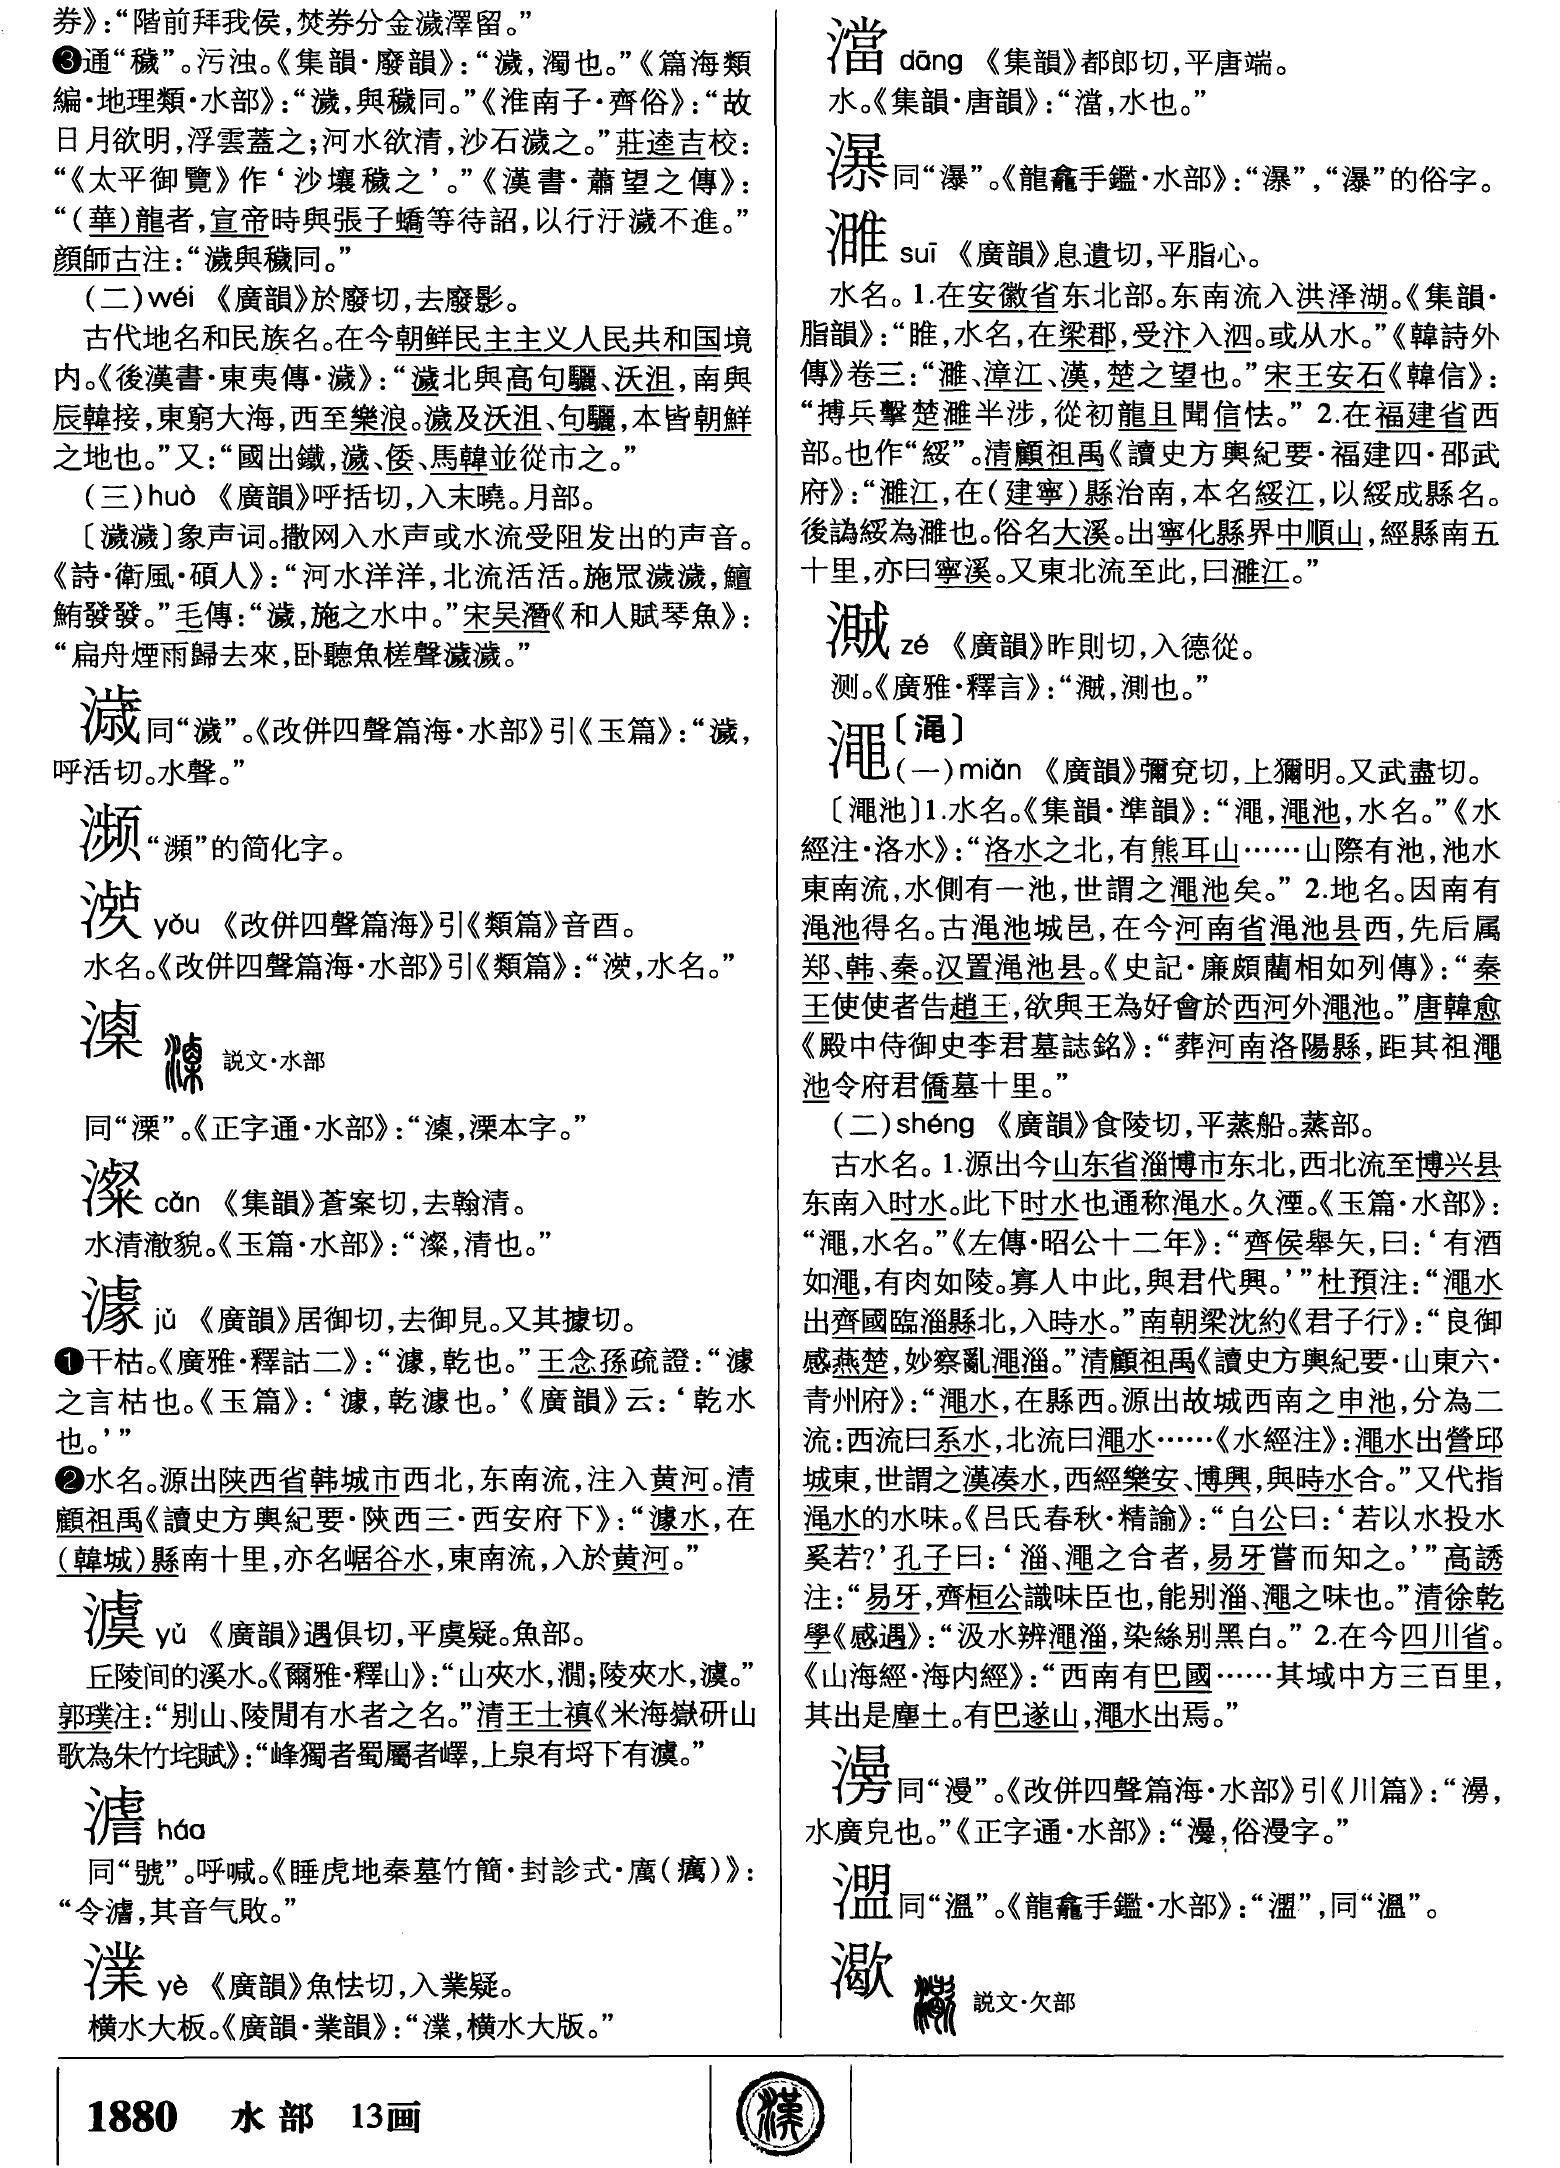 券》：“階前拜我侯，焚券分金濊澤留。”
❸通“穢”。污浊。《集韻·廢韻》：“濊，濁也。”《篇海類
編·地理類·水部》：“濊，與穢同。”《淮南子·齊俗》：“故
日月欲明，浮雲蓋之；河水欲清，沙石濊之。”莊逵吉校：
“《太平御覽》作‘沙壤穢之’。”《漢書·蕭望之傳》：
“（華）龍者，宣帝時與張子蟜等待詔，以行汙濊不進。”
顔師古注：“濊與穢同。”
（二）wéi 《廣韻》於廢切，去廢影。
古代地名和民族名。在今朝鲜民主主义人民共和国境
内。《後漢書·東夷傳·濊》：“濊北與高句驪、沃沮，南與
辰韓接，東窮大海，西至樂浪。濊及沃沮、句驪，本皆朝鮮
之地也。”又：“國出鐵，濊、倭、馬韓並從市之。”
（三）huò 《廣韻》呼括切，入末曉。月部。
〔濊濊〕象声词。撒网入水声或水流受阻发出的声音。
《詩·衛風·碩人》：“河水洋洋，北流活活。施罛濊濊，鱣
鮪發發。”毛傳：“濊，施之水中。”宋吴潛《和人賦琴魚》：
“扁舟煙雨歸去來，卧聽魚槎聲濊濊。”
同“濊”。《改併四聲篇海·水部》引《玉篇》：“濊，
呼活切。水聲。”
濒 “瀕”的简化字。
yǒu 《改併四聲篇海》引《類篇》音酉。
水名。《改併四聲篇海·水部》引《類篇》：“，水名。”
説文·水部
同“溧”。《正字通·水部》：“，溧本字。”
澯 cǎn 《集韻》蒼案切，去翰清。
水清澈貌。《玉篇·水部》：“澯，清也。”
澽 jù 《廣韻》居御切，去御見。又其據切。
❶干枯。《廣雅·釋詁二》：“澽，乾也。”王念孫疏證：“澽
之言枯也。《玉篇》：‘澽，乾澽也。’《廣韻》云：‘乾水
也。’”
❷水名。源出陕西省韩城市西北，东南流，注入黄河。清
顧祖禹《讀史方輿紀要·陝西三·西安府下》：“澽水，在
（韓城）縣南十里，亦名崌谷水，東南流，入於黄河。”
澞 yǔ 《廣韻》遇俱切，平虞疑。魚部。
丘陵间的溪水。《爾雅·釋山》：“山夾水，澗；陵夾水，澞。”
郭璞注：“别山、陵閒有水者之名。”清王士禛《米海嶽研山
歌為朱竹垞賦》：“峰獨者蜀屬者嶧，上泉有埒下有澞。”
háa
同“號”。呼喊。《睡虎地秦墓竹簡·封診式·厲（癘）》：
“令，其音气败。”
澲 yè 《廣韻》魚怯切，入業疑。
横水大板。《廣韻·業韻》：“澲，横水大版。”
澢 dāng 《集韻》都郎切，平唐端。
水。《集韻·唐韻》：“澢，水也。”
同“瀑”。《龍龕手鑑·水部》：“瀑”，“瀑”的俗字。
濉 suī 《廣韻》息遺切，平脂心。
水名。1.在安徽省东北部。东南流入洪泽湖。《集韻·
脂韻》：“睢，水名，在梁郡，受汴入泗。或从水。”《韓詩外
傳》卷三：“濉、漳江、漢，楚之望也。”宋王安石《韓信》：
“搏兵擊楚濉半涉，從初龍且聞信怯。”2.在福建省西
部。也作“綏”。清顧祖禹《讀史方輿紀要·福建四·邵武
府》：“濉江，在（建寧）縣治南，本名綏江，以綏成縣名。
後譌綏為濉也。俗名大溪。出寧化縣界中順山，經縣南五
十里，亦曰寧溪。又東北流至此，曰濉江。”
zé 《廣韻》昨則切，入德從。
测。《廣雅·釋言》：“，測也。”
澠〔渑〕
（一）miǎn 《廣韻》彌兗切，上獮明。又武盡切。
〔澠池〕1.水名。《集韻·準韻》：“澠，澠池，水名。”《水
經注·洛水》：“洛水之北，有熊耳山……山際有池，池水
東南流，水側有一池，世謂之澠池矣。”2.地名。因南有
渑池得名。古渑池城邑，在今河南省渑池县西，先后属
郑、韩、秦。汉置渑池县。《史記·廉頗藺相如列傳》：“秦
王使使者告趙王，欲與王為好會於西河外澠池。”唐韓愈
《殿中侍御史李君墓誌銘》：“葬河南洛陽縣，距其祖澠
池令府君僑墓十里。”
（二）shéng 《廣韻》食陵切，平蒸船。蒸部。
古水名。1.源出今山东省淄博市东北，西北流至博兴县
东南入时水。此下时水也通称渑水。久湮。《玉篇·水部》：
“澠，水名。”《左傳·昭公十二年》：“齊侯舉矢，曰：‘有酒
如澠，有肉如陵。寡人中此，與君代興。’”杜預注：“澠水
出齊國臨淄縣北，入時水。”南朝梁沈約《君子行》：“良御
感燕楚，妙察亂澠淄。”清顧祖禹《讀史方輿紀要·山東六·
青州府》：“澠水，在縣西。源出故城西南之申池，分為二
流：西流曰系水，北流曰澠水……《水經注》：澠水出營邱
城東，世謂之漢湊水，西經樂安、博興，與時水合。”又代指
渑水的水味。《吕氏春秋·精諭》：“白公曰：‘若以水投水
奚若？’孔子曰：‘淄、澠之合者，易牙嘗而知之。’”高誘
注：“易牙，齊桓公識味臣也，能别淄、澠之味也。”清徐乾
學《感遇》：“汲水辨澠淄，染絲别黑白。”2.在今四川省。
《山海經·海内經》：“西南有巴國……其域中方三百里，
其出是塵土。有巴遂山，澠水出焉。”
同“漫”。《改併四聲篇海·水部》引《川篇》：“，
水廣皃也。”《正字通·水部》：“，俗漫字。”
同“溫”。《龍龕手鑑·水部》：“”，同“溫”。
説文·欠部
1880 水部 13画
漢